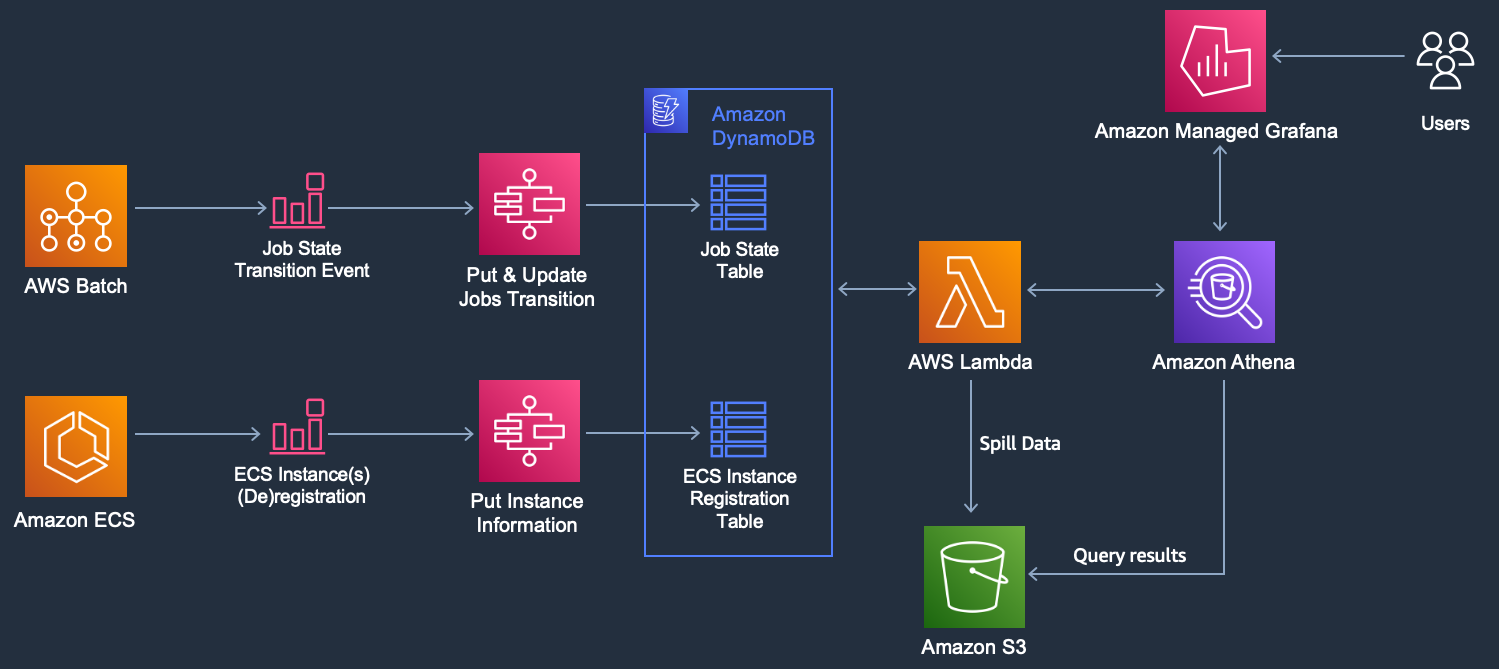 Amazon Managed Grafana
Users
Amazon
DynamoDB
AWS Batch
Job State
Transition Event
Put & Update
Jobs Transition
Job State
Table
AWS Lambda
Amazon Athena
Amazon ECS
ECS Instance(s)
(De)registration
Put Instance
Information
ECS Instance
Registration
Table
Spill Data
Query results
Amazon S3